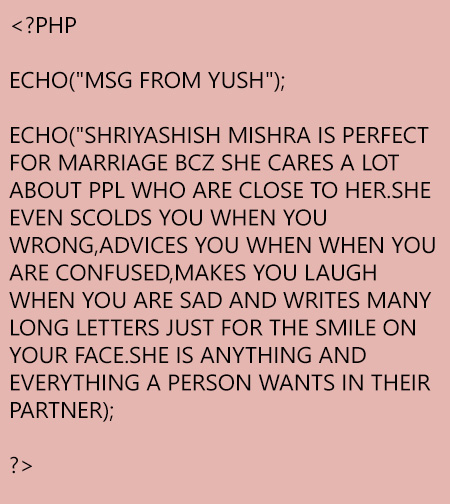 <?PHP
ECHO("MSG FROM YUSH");
ECHO("SHRIYASHISH MISHRA IS PERFECT
FOR MARRIAGE BCZ SHE CARES A LOT
ABOUT PPL WHO ARE CLOSE TO HER.SHE
EVEN SCOLDS YOU WHEN YOU
WRONG,ADVICES YOU WHEN WHEN YOU
ARE CONFUSED,MAKES YOU LAUGH
WHEN YOU ARE SAD AND WRITES MANY
LONG LETTERS JUST FOR THE SMILE ON
YOUR FACE.SHE IS ANYTHING AND
EVERYTHING A PERSON WANTS IN THEIR
PARTNER);
?>